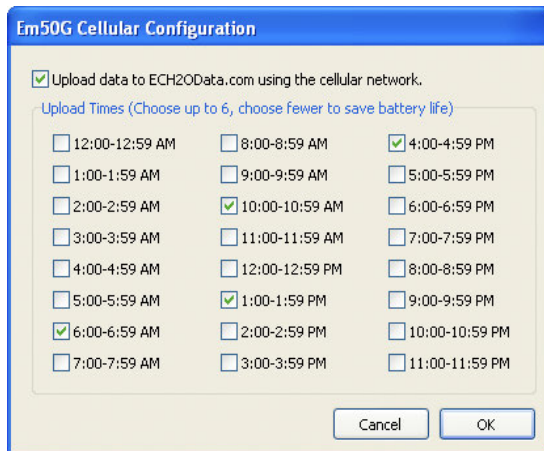 Em50G Cellular Configuration
Upload data to ECH2OData.com using the cellular network.
Upload Times (Choose up to 6, choose fewer to save battery life)
12:00-12:59 AM
1:00-1:59 AM
2:00-2:59 AM
3:00-3:59 AM
4:00-4:59 AM
5:00-5:59 AM
6:00-6:59 AM
7:00-7:59 AM
8:00-8:59 AM
9:00-9:59 AM
10:00-10:59 AM
11:00-11:59 AM
12:00-12:59 PM
1:00-1:59 PM
2:00-2:59 PM
3:00-3:59 PM
4:00-4:59 PM
5:00-5:59 PM
6:00-6:59 PM
7:00-7:59 PM
8:00-8:59 PM
9:00-9:59 PM
10:00-10:59 PM
11:00-11:59 PM
Cancel
OK